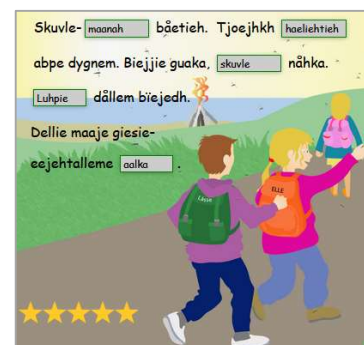 Skuvle- maanah båetieh. Tjoejhkh haeliehtieh
abpe dygnem. Biejjie guaka, skuvle nåhka.
Luhpie dållem bïejedh.
Dellie maaje giesie-
eejehtalleme aalka .
ELLE